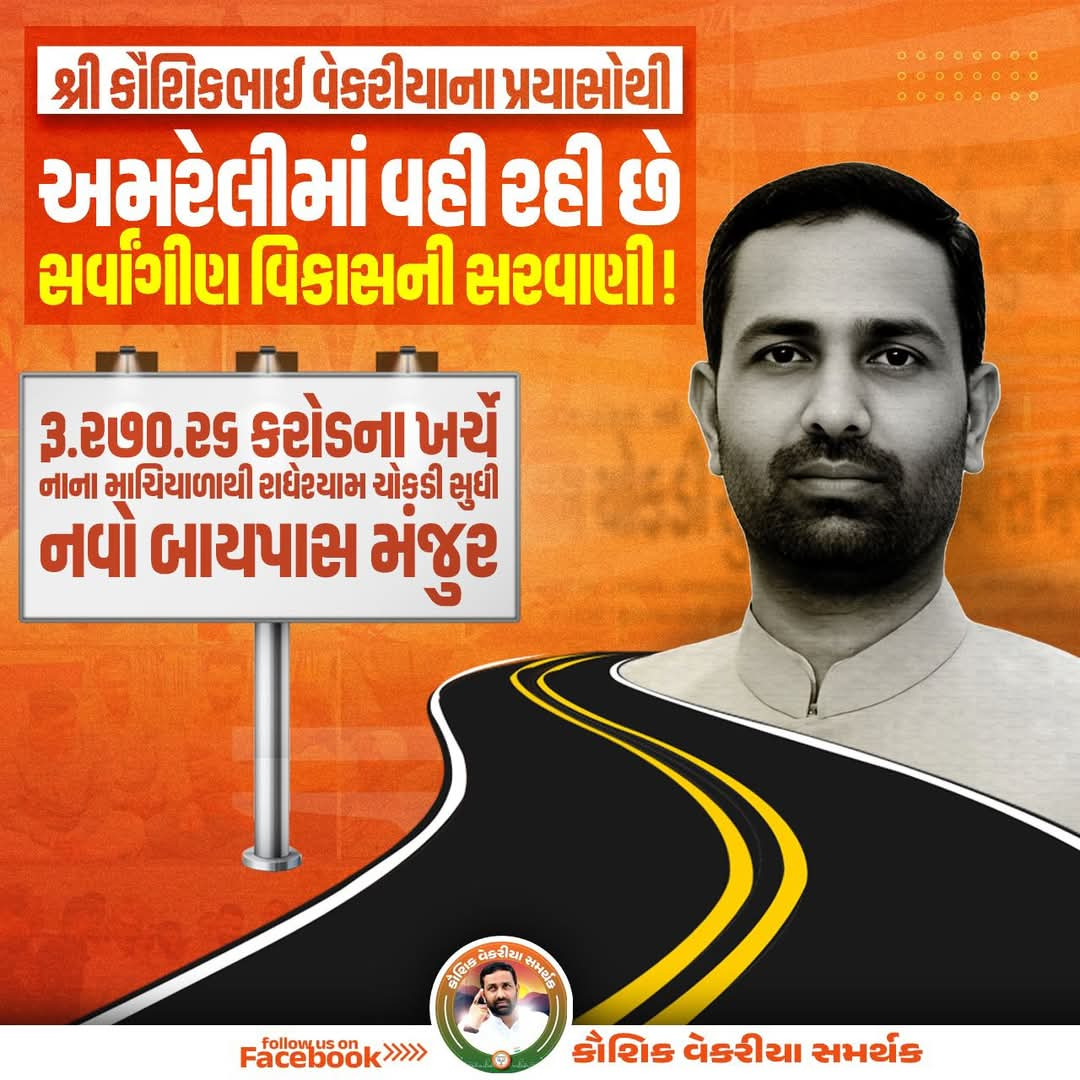 શ્રી કૌશિકભાઈ વેકરીયાના પ્રયાસોથી
અમરેલીમાં વહી રહી છે
સર્વાંગીણ વિકાસની સરવાણી!
રૂ.૨૭૦.૨૬ કરોડના ખર્ચે
નાના માચિયાળાથી રાધેશ્યામ ચોકડી સુધી
નવો બાયપાસ મંજુર
કૌશિક વેકરીયા સમર્થક
follow us on
Facebook
કૌશિક વેકરીયા સમર્થક